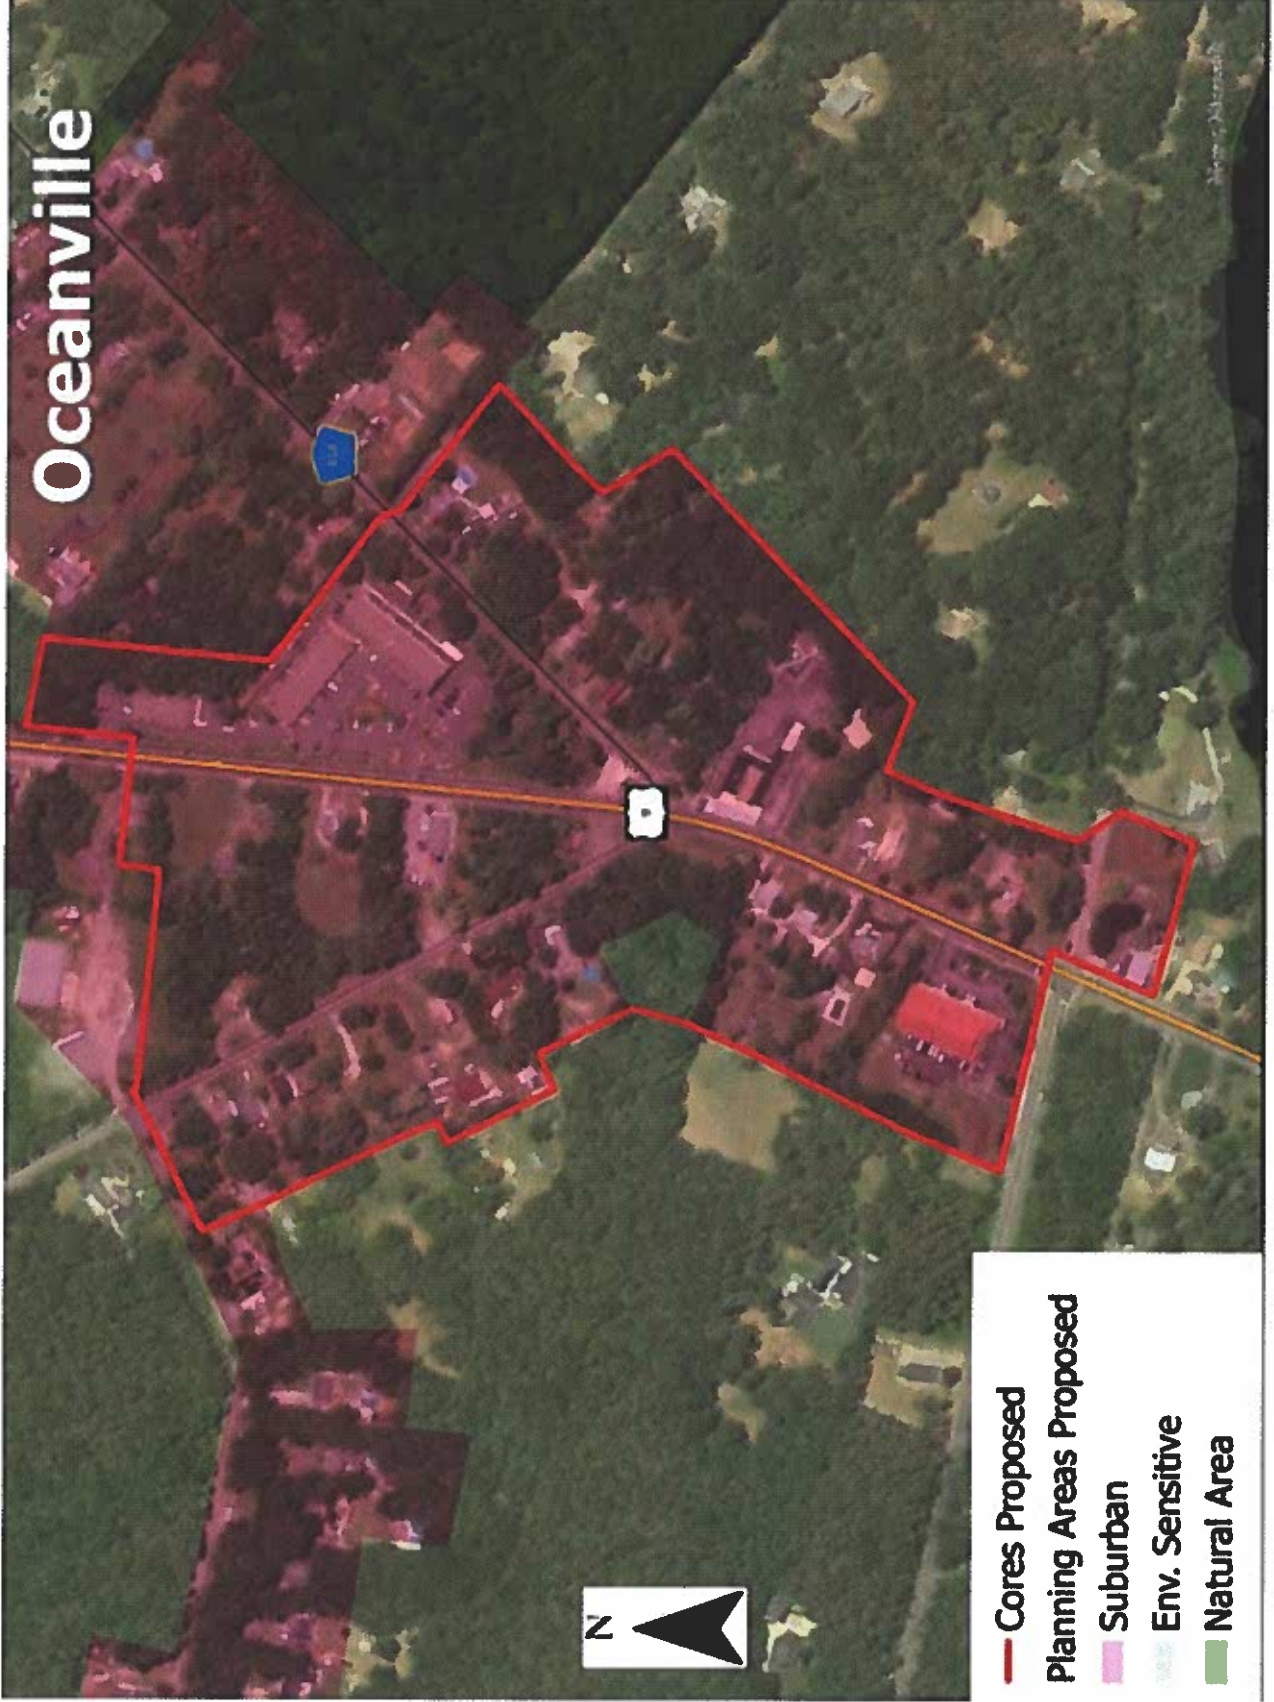 Oceanville
N
Cores Proposed
Planning Areas Proposed
Suburban
Env. Sensitive
Natural Area